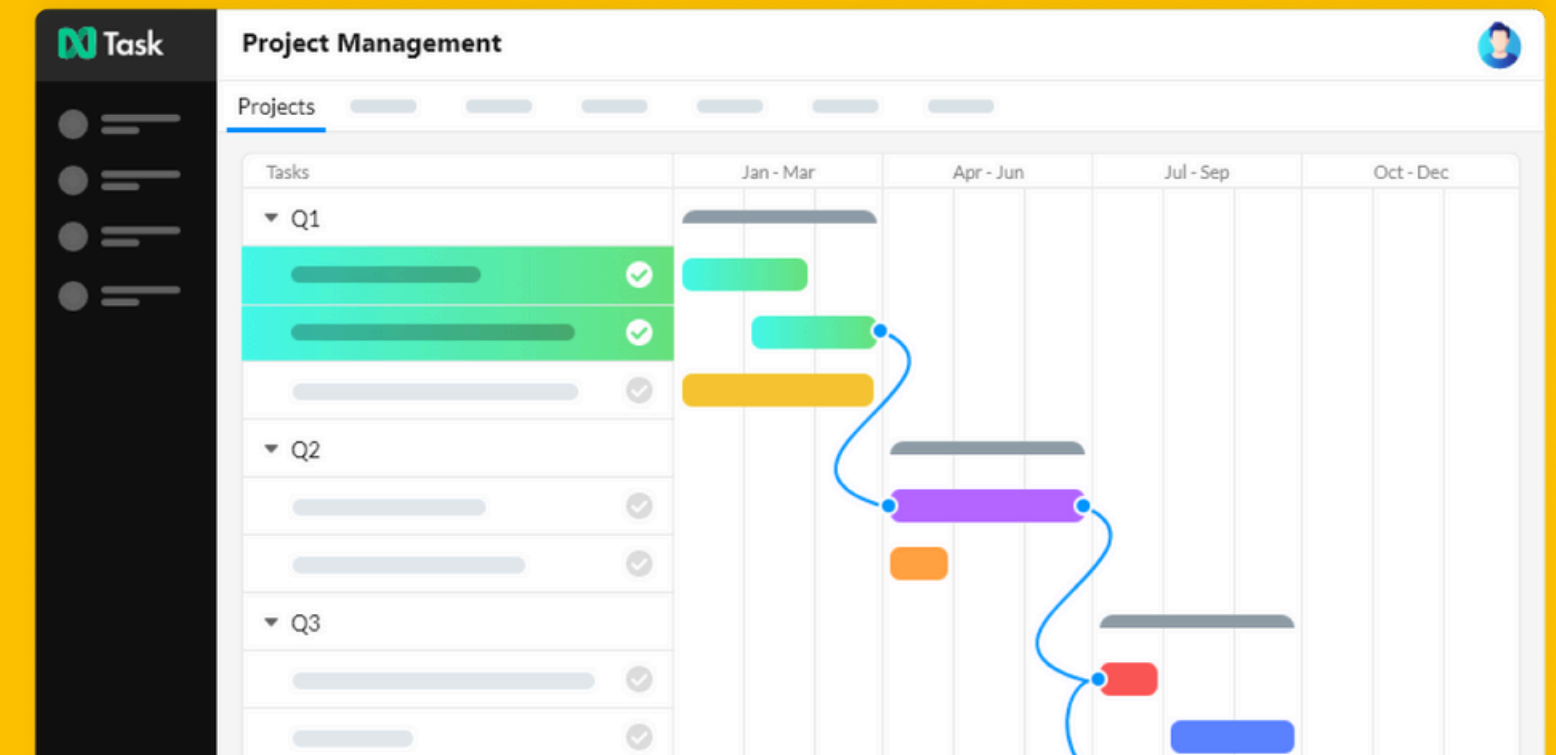 Task
Project Management
Projects
Tasks Jan - Mar Apr - Jun Jul - Sep Oct - Dec
Q1
Q2
Q3